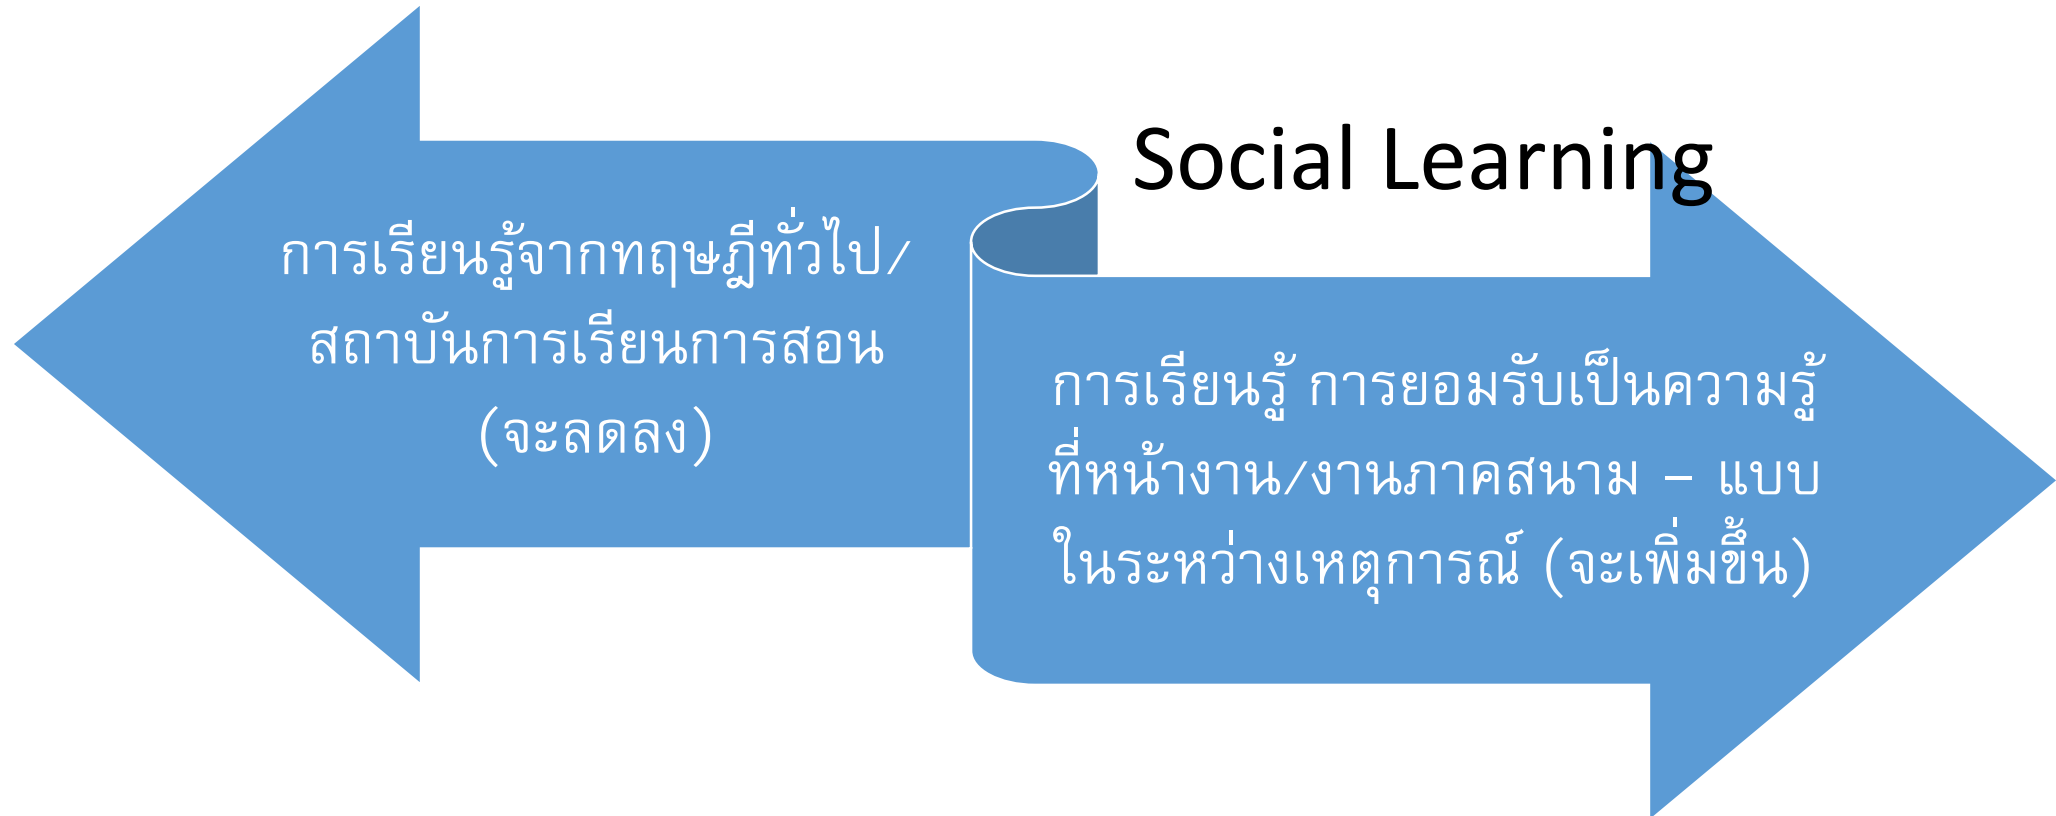 Social Learning
การเรียนรู้จากทฤษฎีทั่วไป/
สถาบันการเรียนการสอน
(จะลดลง)
การเรียนรู้ การยอมรับเป็นความรู้
ที่หน้างาน/งานภาคสนาม – แบบ
ในระหว่างเหตุการณ์ (จะเพิ่มขึ้น)